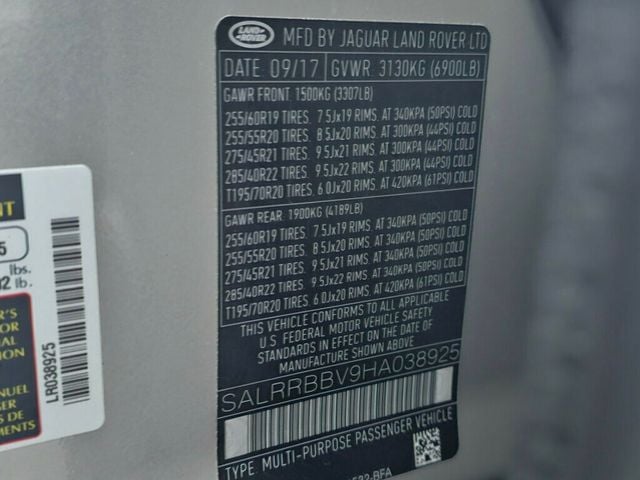 LAND ROVER
MFD BY JAGUAR LAND ROVER LTD
DATE: 09/17 GVWR: 3130KG (6900LB)
GAWR FRONT: 1500KG (3307LB)
255/60R19 TIRES, 7.5Jx19 RIMS, AT 340KPA (50PSI) COLD
255/55R20 TIRES, 8.5Jx20 RIMS, AT 300KPA (44PSI) COLD
275/45R21 TIRES, 9.5Jx21 RIMS, AT 300KPA (44PSI) COLD
285/40R22 TIRES, 9.5Jx22 RIMS, AT 300KPA (44PSI) COLD
T195/70R20 TIRES, 6.0Jx20 RIMS, AT 420KPA (61PSI) COLD
GAWR REAR: 1900KG (4189LB)
255/60R19 TIRES, 7.5Jx19 RIMS, AT 340KPA (50PSI) COLD
255/55R20 TIRES, 8.5Jx20 RIMS, AT 340KPA (50PSI) COLD
275/45R21 TIRES, 9.5Jx21 RIMS, AT 340KPA (50PSI) COLD
285/40R22 TIRES, 9.5Jx22 RIMS, AT 340KPA (50PSI) COLD
T195/70R20 TIRES, 6.0Jx20 RIMS, AT 420KPA (61PSI) COLD
THIS VEHICLE CONFORMS TO ALL APPLICABLE
U.S. FEDERAL MOTOR VEHICLE SAFETY
STANDARDS IN EFFECT ON THE DATE OF
MANUFACTURE SHOWN ABOVE.
SALRRBBV9HA038925
TYPE: MULTI-PURPOSE PASSENGER VEHICLE
-BFA
5
lbs.
lb.
LR038925